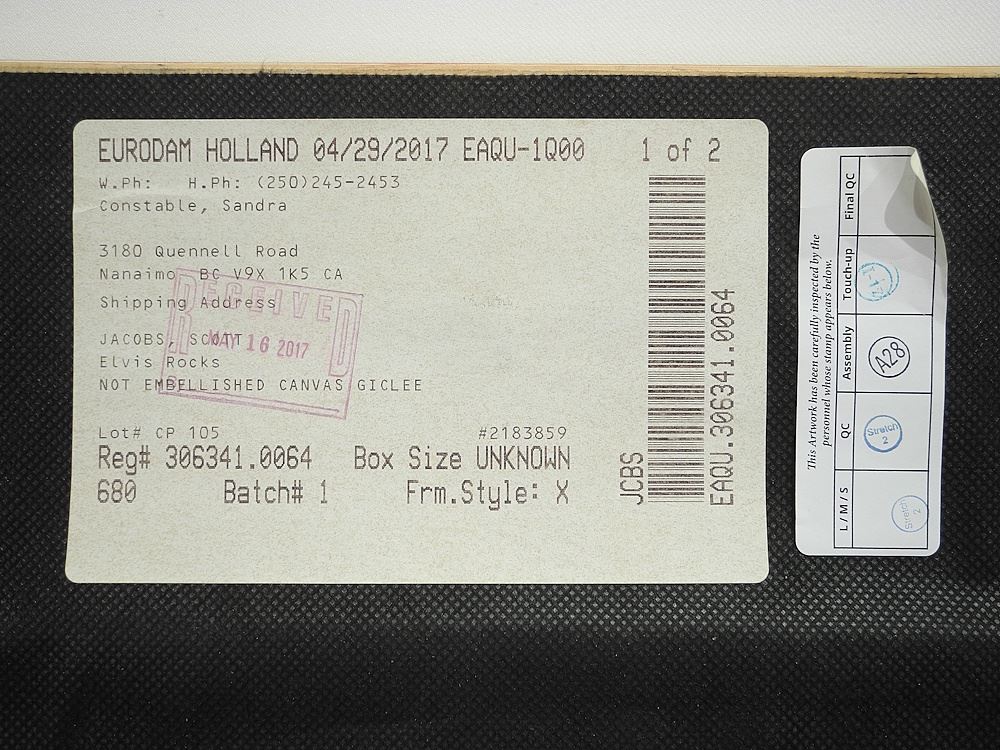 EURODAM HOLLAND 04/29/2017 EAQU-1Q00 1 of 2
W.Ph: H.Ph: (250)245-2453
Constable, Sandra
3180 Quennell Road
Nanaimo BC V9X 1K5 CA
Shipping Address
RECEIVED
JACOBS, SCOTT
MAY 16 2017
Elvis Rocks
NOT EMBELLISHED CANVAS GICLEE
Lot# CP 105 #2183859
Reg# 306341.0064 Box Size UNKNOWN
680 Batch# 1 Frm.Style: X
JCBS
EAQU.306341.0064
This Artwork has been carefully inspected by the
personnel whose stamp appears below.
L / M / S QC Assembly Touch-up Final QC
Stretch 2
Stretch 2
A28